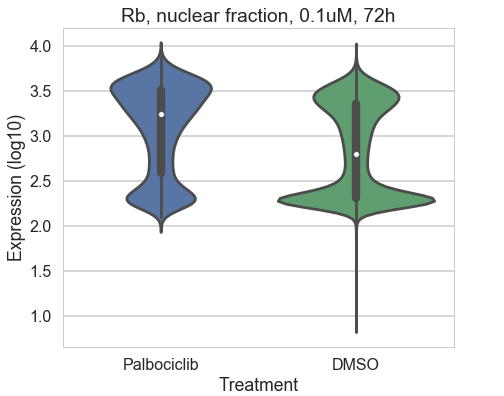 Rb, nuclear fraction, 0.1uM, 72h
4.0
3.5
3.0
2.5
2.0
1.5
1.0
Expression (log10)
Palbociclib
DMSO
Treatment